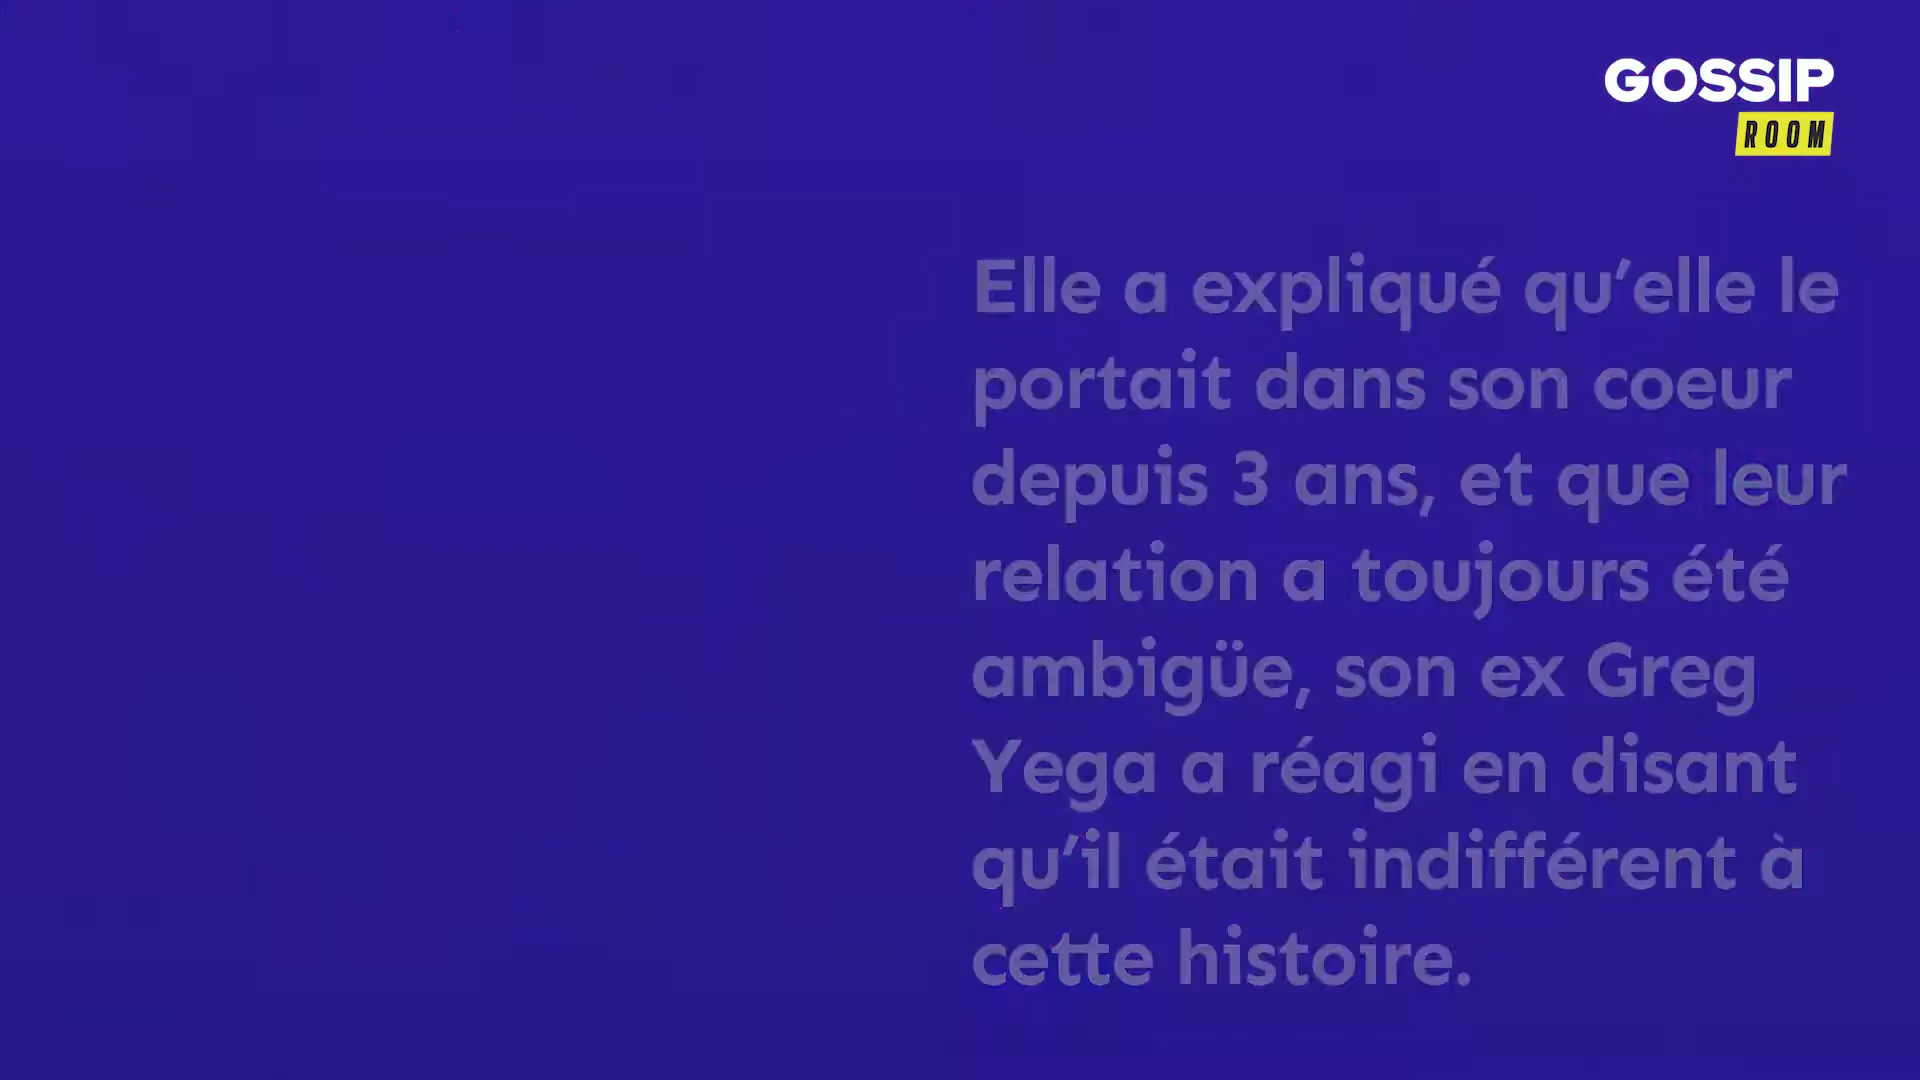 GOSSIP
ROOM
Elle a expliqué qu’elle le
portait dans son coeur
depuis 3 ans, et que leur
relation a toujours été
ambigüe, son ex Greg
Yega a réagi en disant
qu’il était indifférent à
cette histoire.